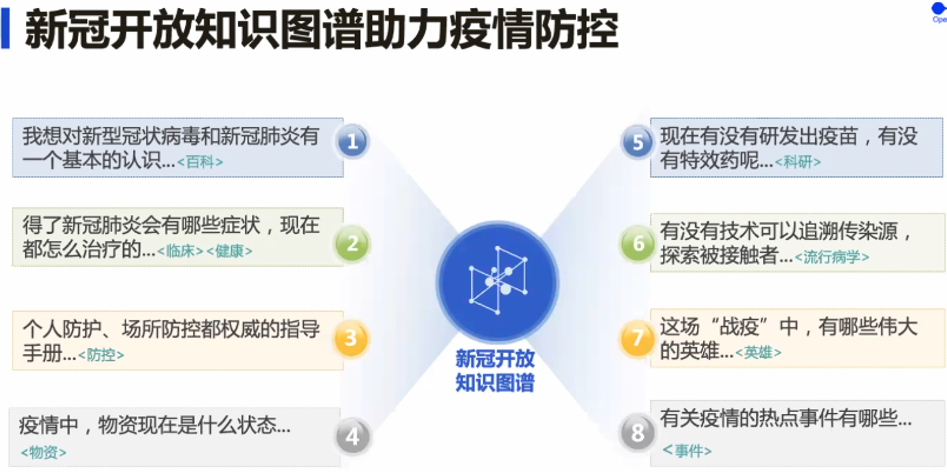 新冠开放知识图谱助力疫情防控
Ope
我想对新型冠状病毒和新冠肺炎有
一个基本的认识...<百科>
1
得了新冠肺炎会有哪些症状，现在
都怎么治疗的...<临床><健康>
2
个人防护、场所防控都权威的指导
手册...<防控>
3
疫情中，物资现在是什么状态...
<物资>
4
新冠开放
知识图谱
5
现在有没有研发出疫苗，有没
有特效药呢...<科研>
6
有没有技术可以追溯传染源，
探索被接触者...<流行病学>
7
这场“战疫”中，有哪些伟大
的英雄...<英雄>
8
有关疫情的热点事件有哪些...
<事件>